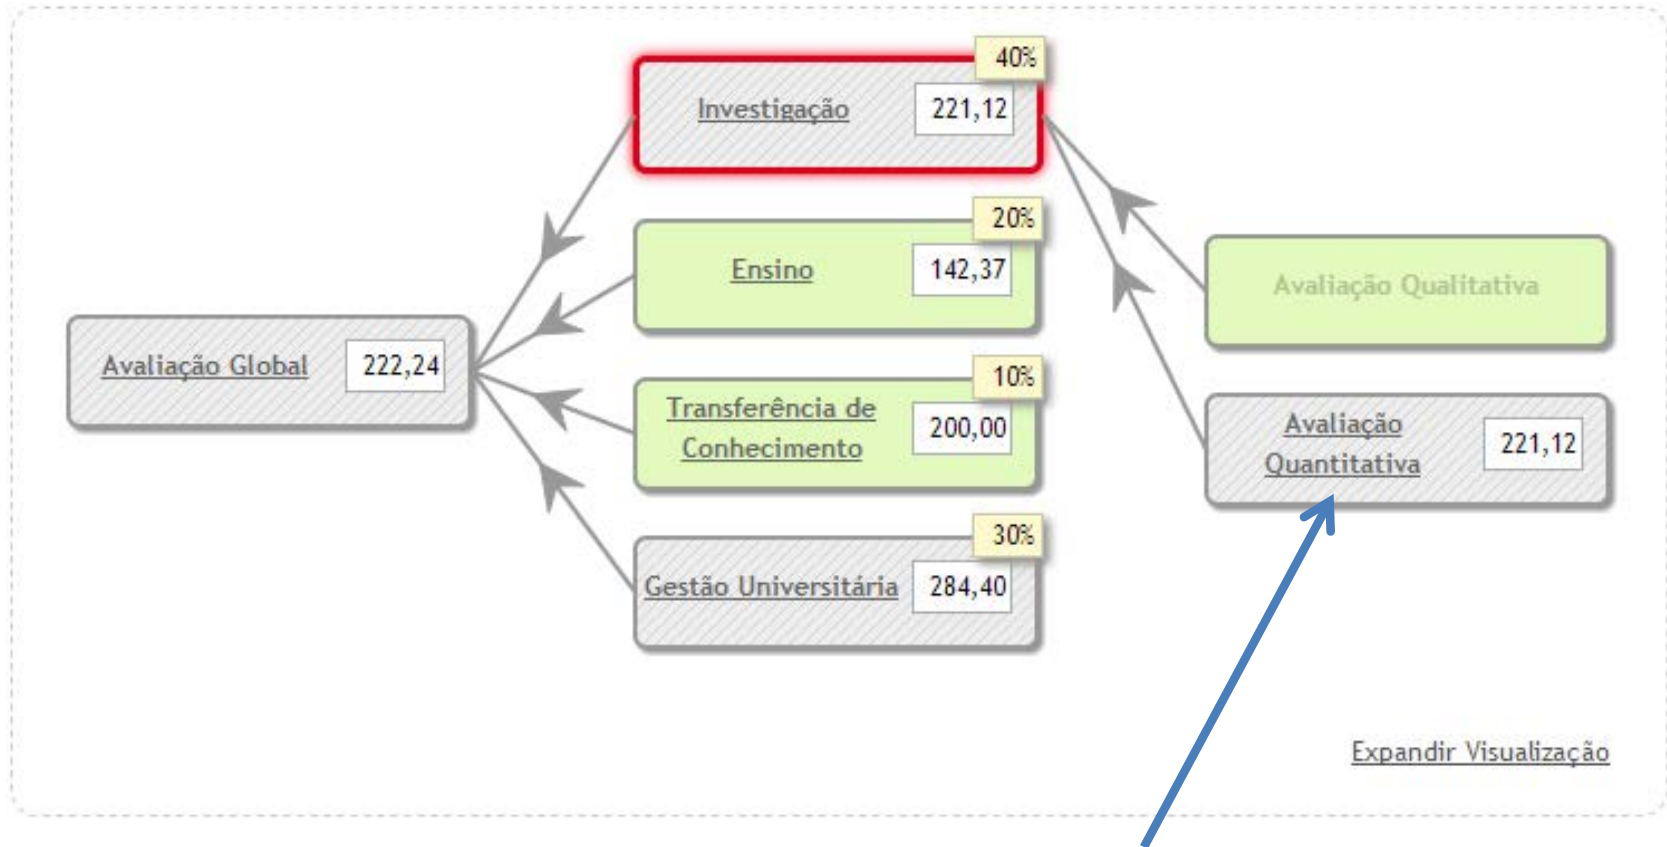 40%
Investigação 221,12
20%
Ensino 142,37
Avaliação Qualitativa
Avaliação Global 222,24
10%
Transferência de
Conhecimento
200,00
Avaliação
Quantitativa
221,12
30%
Gestão Universitária 284,40
Expandir Visualização